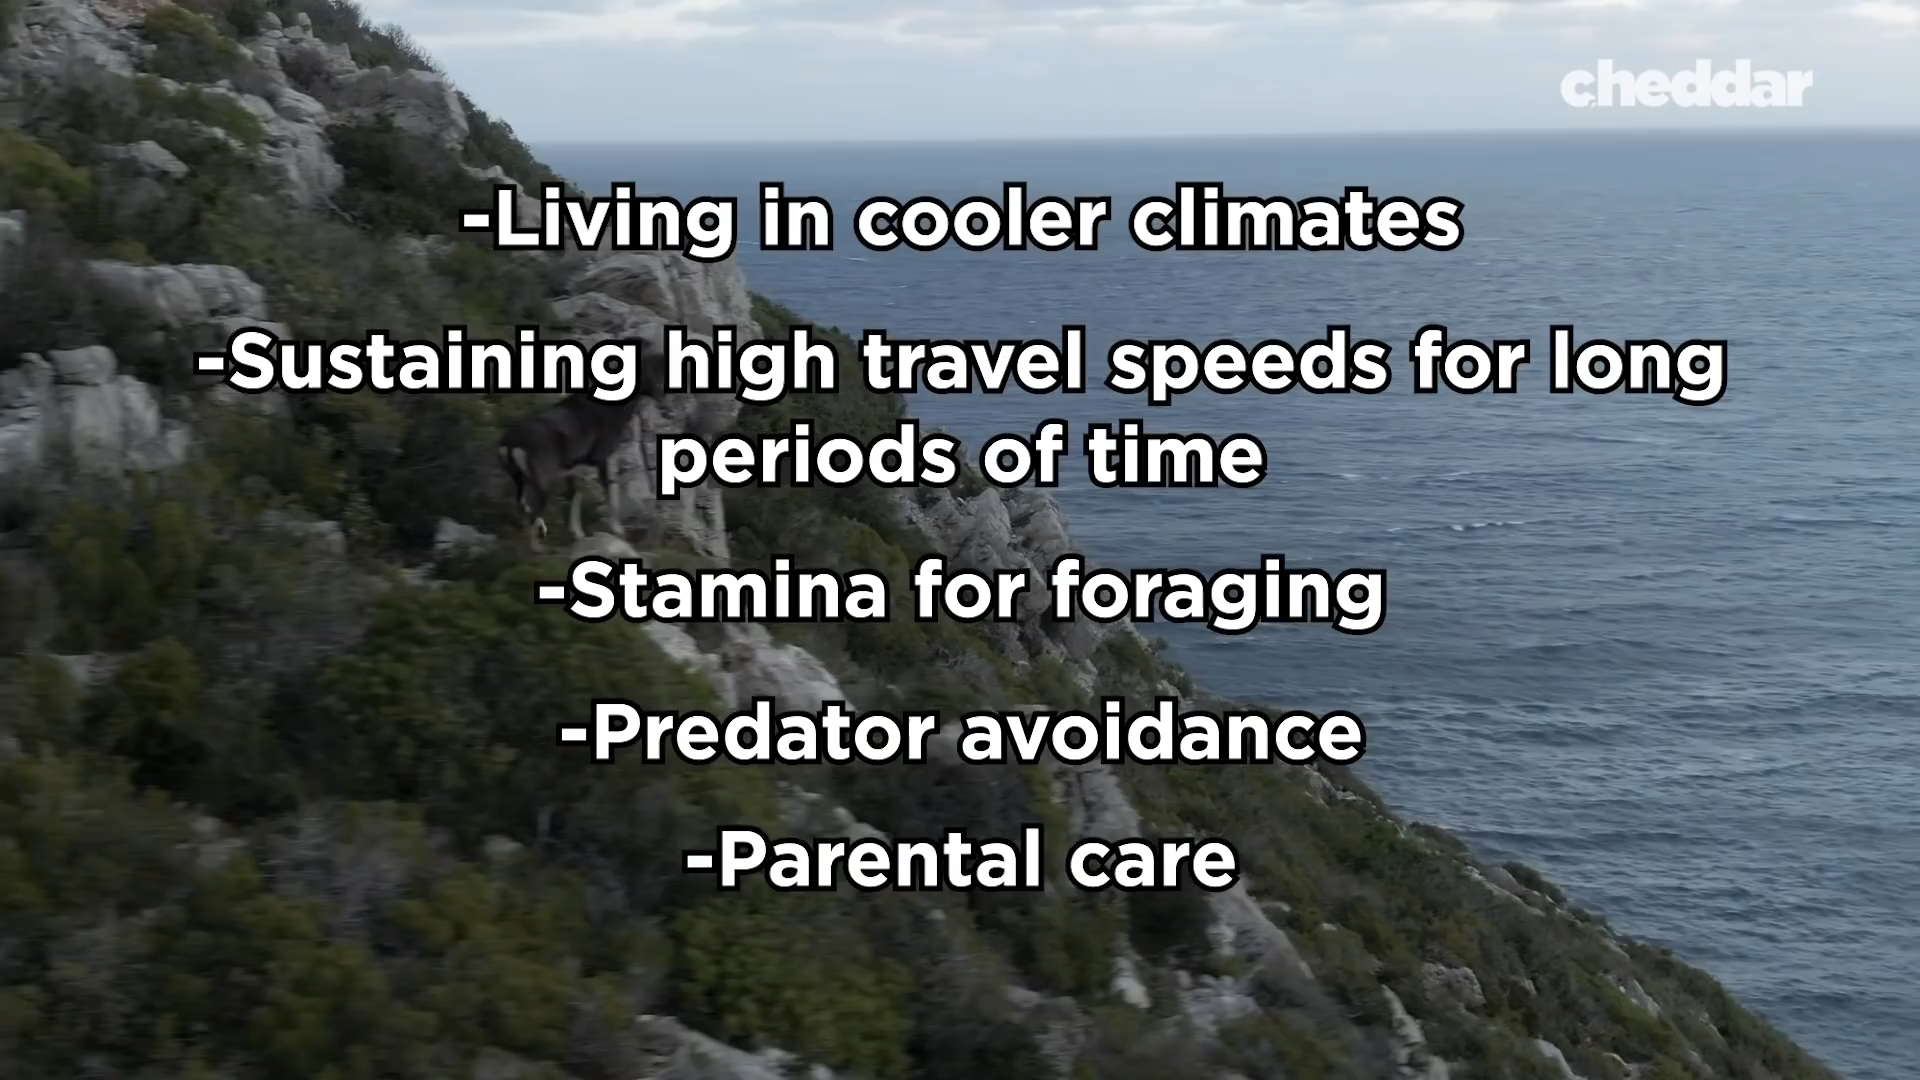 cheddar
-Living in cooler climates
-Sustaining high travel speeds for long
periods of time
-Stamina for foraging
-Predator avoidance
-Parental care